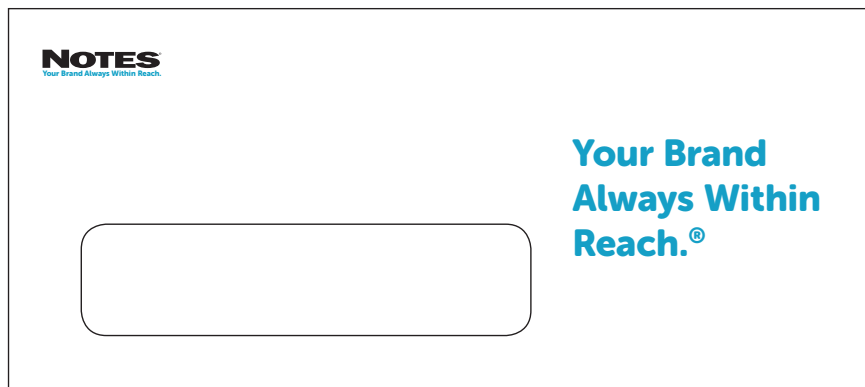 NOTES®
Your Brand Always Within Reach.
Your Brand
Always Within
Reach.®